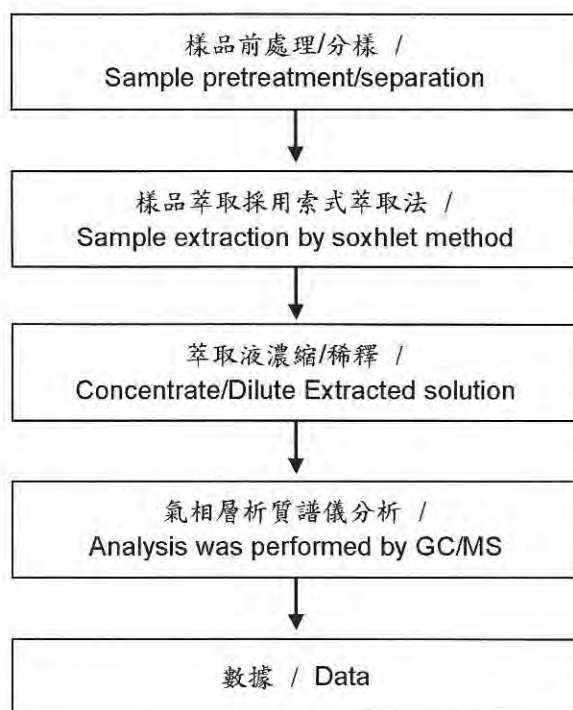 樣品前處理/分樣 /
Sample pretreatment/separation
樣品萃取採用索式萃取法 /
Sample extraction by soxhlet method
萃取液濃縮/稀釋 /
Concentrate/Dilute Extracted solution
氣相層析質譜儀分析 /
Analysis was performed by GC/MS
數據 / Data